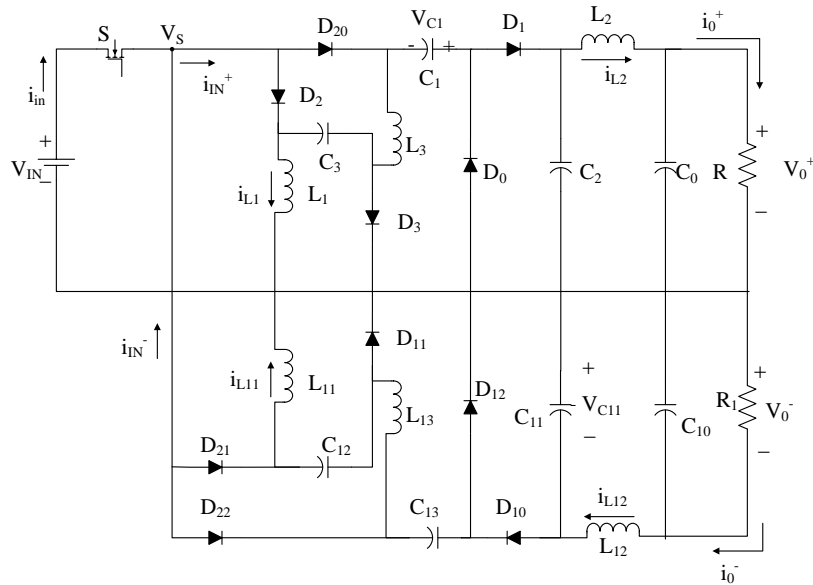 S V_S D_20 V_C1 D_1 L_2 i_0^+
- +
C_1
i_in i_IN^+ i_L2
D_2
+ V_IN −
C_3 L_3
i_L1 L_1
D_0 C_2 C_0 R + V_0^+ −
D_3
i_IN^-
D_11
i_L11 L_11
L_13 D_12 C_11 + V_C11 − C_10 R_1 + V_0^- −
D_21 C_12
D_22 C_13 D_10 i_L12
L_12
i_0^-